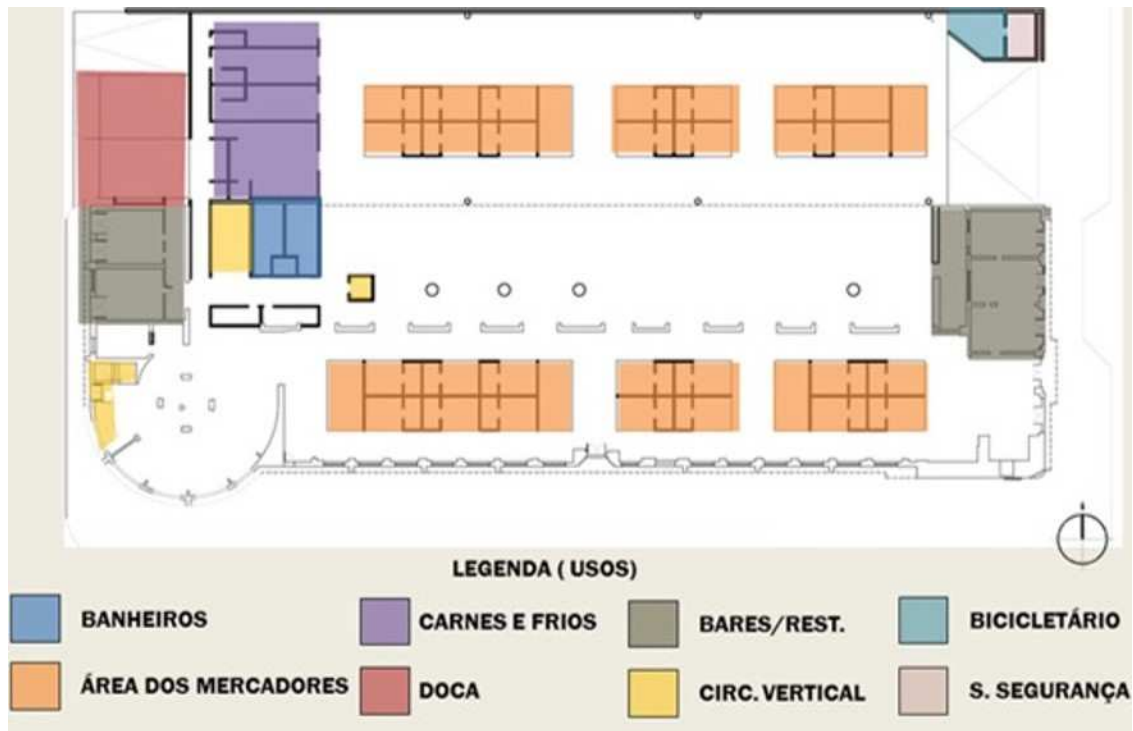 LEGENDA ( USOS)
BANHEIROS
CARNES E FRIOS
BARES/REST.
BICICLETÁRIO
ÁREA DOS MERCADORES
DOCA
CIRC. VERTICAL
S. SEGURANÇA